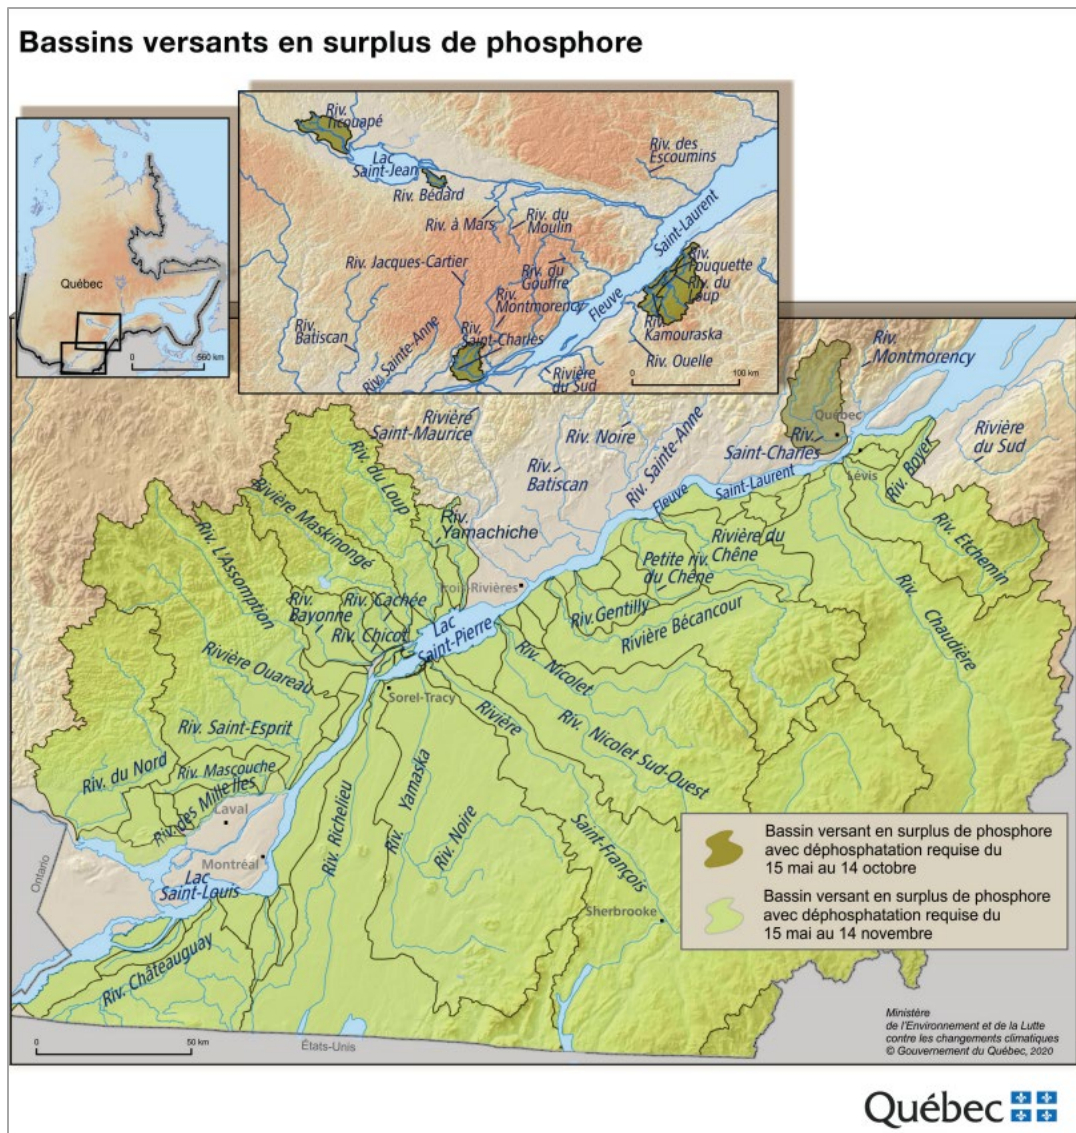 Bassins versants en surplus de phosphore
Québec
0 560 km
Riv.
Ticouapé
Lac
Saint-Jean
Riv. Bédard
Riv. des
Escoumins
Riv. à Mars
Riv. du
Moulin
Saint-Laurent
Riv. Jacques-Cartier
Riv. du
Gouffre
Riv.
Fouquette
Riv. du
Loup
Riv.
Montmorency
Fleuve
Riv.
Batiscan
Riv.
Saint-Charles
Riv.
Kamouraska
Riv. Sainte-Anne
Riv. Ouelle
Rivière
du Sud
0 100 km
Riv.
Montmorency
Rivière
Saint-Maurice
Riv. Noire
Riv. Sainte-Anne
Québec
Riv.
Saint-Charles
Rivière
du Sud
Riv. du Loup
Riv.
Batiscan
Fleuve
Saint-Laurent
Lévis
Riv. Boyer
Rivière Maskinongé
Riv.
Yamachiche
Riv. L'Assomption
Rivière du
Chêne
Petite riv.
du Chêne
Riv. Etchemin
Trois-Rivières
Riv.
Bayonne
Riv. Cachée
Riv. Chicot
Lac
Saint-Pierre
Riv. Gentilly
Rivière Bécancour
Riv.
Chaudière
Rivière Ouareau
Riv. Nicolet
Sorel-Tracy
Riv. Saint-Esprit
Rivière
Saint-François
Riv. Nicolet Sud-Ouest
Riv. du Nord
Riv. Mascouche
Riv. des Mille Îles
Laval
Riv. Richelieu
Riv.
Yamaska
Riv. Noire
Montréal
Ontario
Lac
Saint-Louis
Sherbrooke
Riv. Châteauguay
États-Unis
0 50 km
Bassin versant en surplus de phosphore
avec déphosphatation requise du
15 mai au 14 octobre
Bassin versant en surplus de phosphore
avec déphosphatation requise du
15 mai au 14 novembre
Ministère
de l'Environnement et de la Lutte
contre les changements climatiques
© Gouvernement du Québec, 2020
Québec